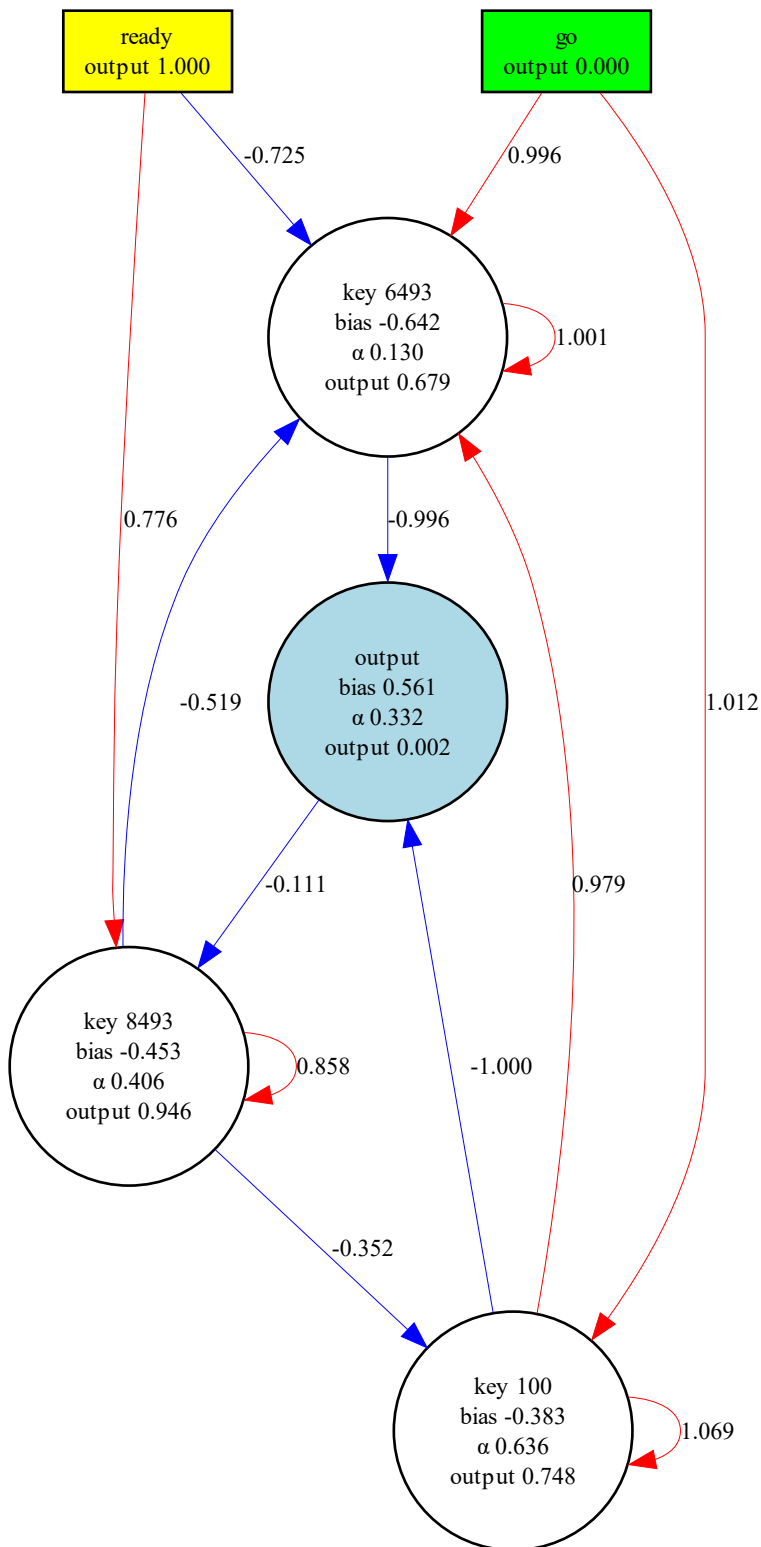 ready
output 1.000
go
output 0.000
-0.725
0.996
key 6493
bias -0.642
α 0.130
output 0.679
1.001
0.776
-0.996
-0.519
output
bias 0.561
α 0.332
output 0.002
1.012
-0.111
0.979
key 8493
bias -0.453
α 0.406
output 0.946
0.858
-1.000
-0.352
key 100
bias -0.383
α 0.636
output 0.748
1.069